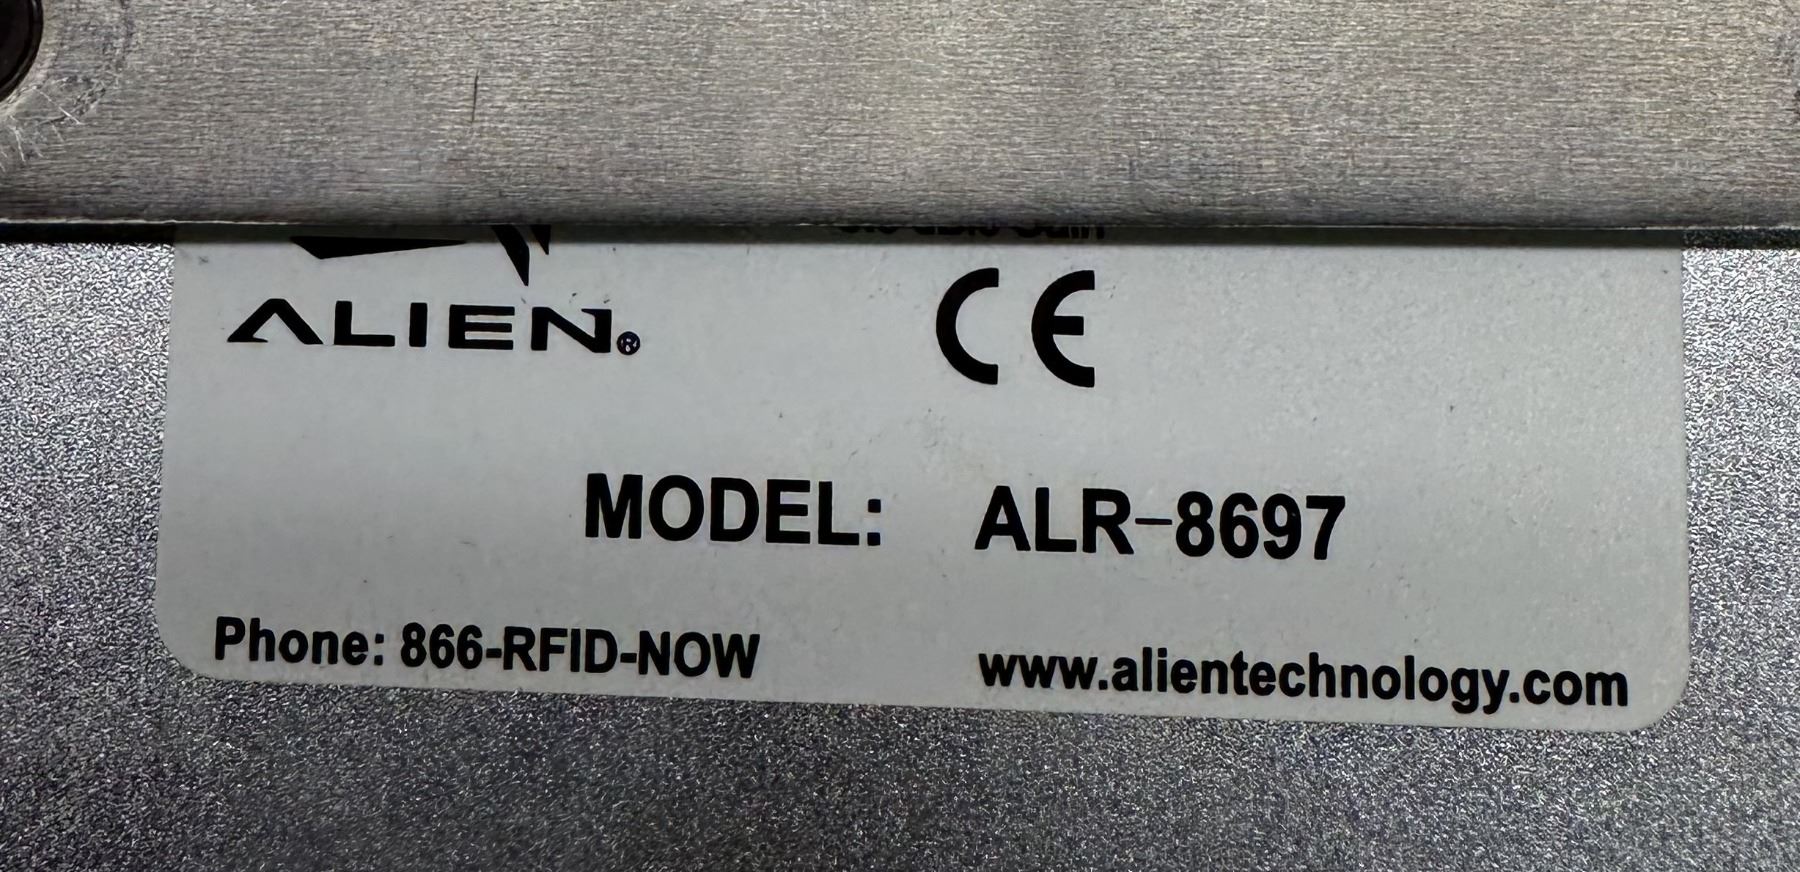 ALIEN®
CE
MODEL: ALR-8697
Phone: 866-RFID-NOW
www.alientechnology.com